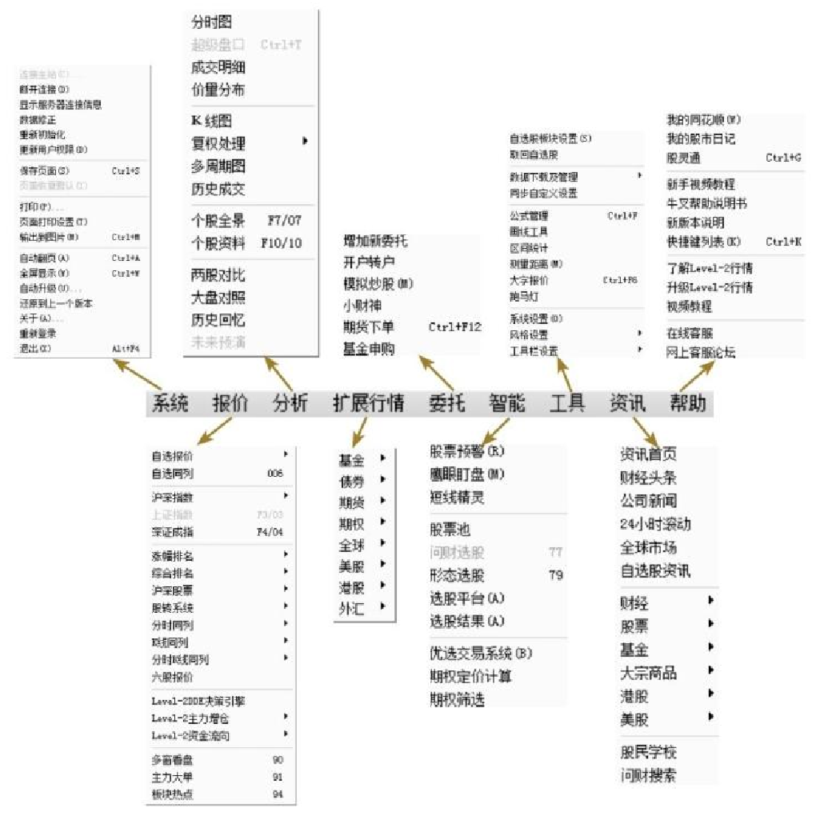 连接主站(C)...
断开连接(D)
显示服务器连接信息
数据修正
重新初始化
更新用户权限(D)
保存页面(S) Ctrl+S
页面恢复默认(C)
打印(P)...
页面打印设置(T)
输出到图片(M) Ctrl+M
自动翻页(A) Ctrl+A
全屏显示(W) Ctrl+W
自动升级(U)...
还原到上一个版本
关于(A)...
重新登录
退出(X) Alt+F4
分时图
超级盘口 Ctrl+T
成交明细
价量分布
K线图
复权处理
多周期图
历史成交
个股全景 F7/07
个股资料 F10/10
两股对比
大盘对照
历史回忆
未来预演
增加新委托
开户转户
模拟炒股(M)
小财神
期货下单 Ctrl+F12
基金申购
自选股板块设置(S)
取回自选股
数据下载及管理
同步自定义设置
公式管理 Ctrl+F
画线工具
区间统计
测量距离(M)
大字报价 Ctrl+F6
跑马灯
系统设置(O)
风格设置
工具栏设置
我的同花顺(W)
我的股市日记
股灵通 Ctrl+G
新手视频教程
牛叉帮助说明书
新版本说明
快捷键列表(K) Ctrl+K
了解Level-2行情
升级Level-2行情
视频教程
在线客服
网上客服论坛
系统 报价 分析 扩展行情 委托 智能 工具 资讯 帮助
自选报价
自选同列 006
沪深指数
上证指数 F3/03
深证成指 F4/04
涨幅排名
综合排名
沪深股票
股转系统
分时同列
K线同列
分时K线同列
六股报价
Level-2DDE决策引擎
Level-2主力增仓
Level-2资金流向
多窗看盘 90
主力大单 91
板块热点 94
基金
债券
期货
期权
全球
美股
港股
外汇
股票预警(R)
鹰眼盯盘(M)
短线精灵
股票池
问财选股 77
形态选股 79
选股平台(A)
选股结果(A)
优选交易系统(B)
期权定价计算
期权筛选
资讯首页
财经头条
公司新闻
24小时滚动
全球市场
自选股资讯
财经
股票
基金
大宗商品
港股
美股
股民学校
问财搜索